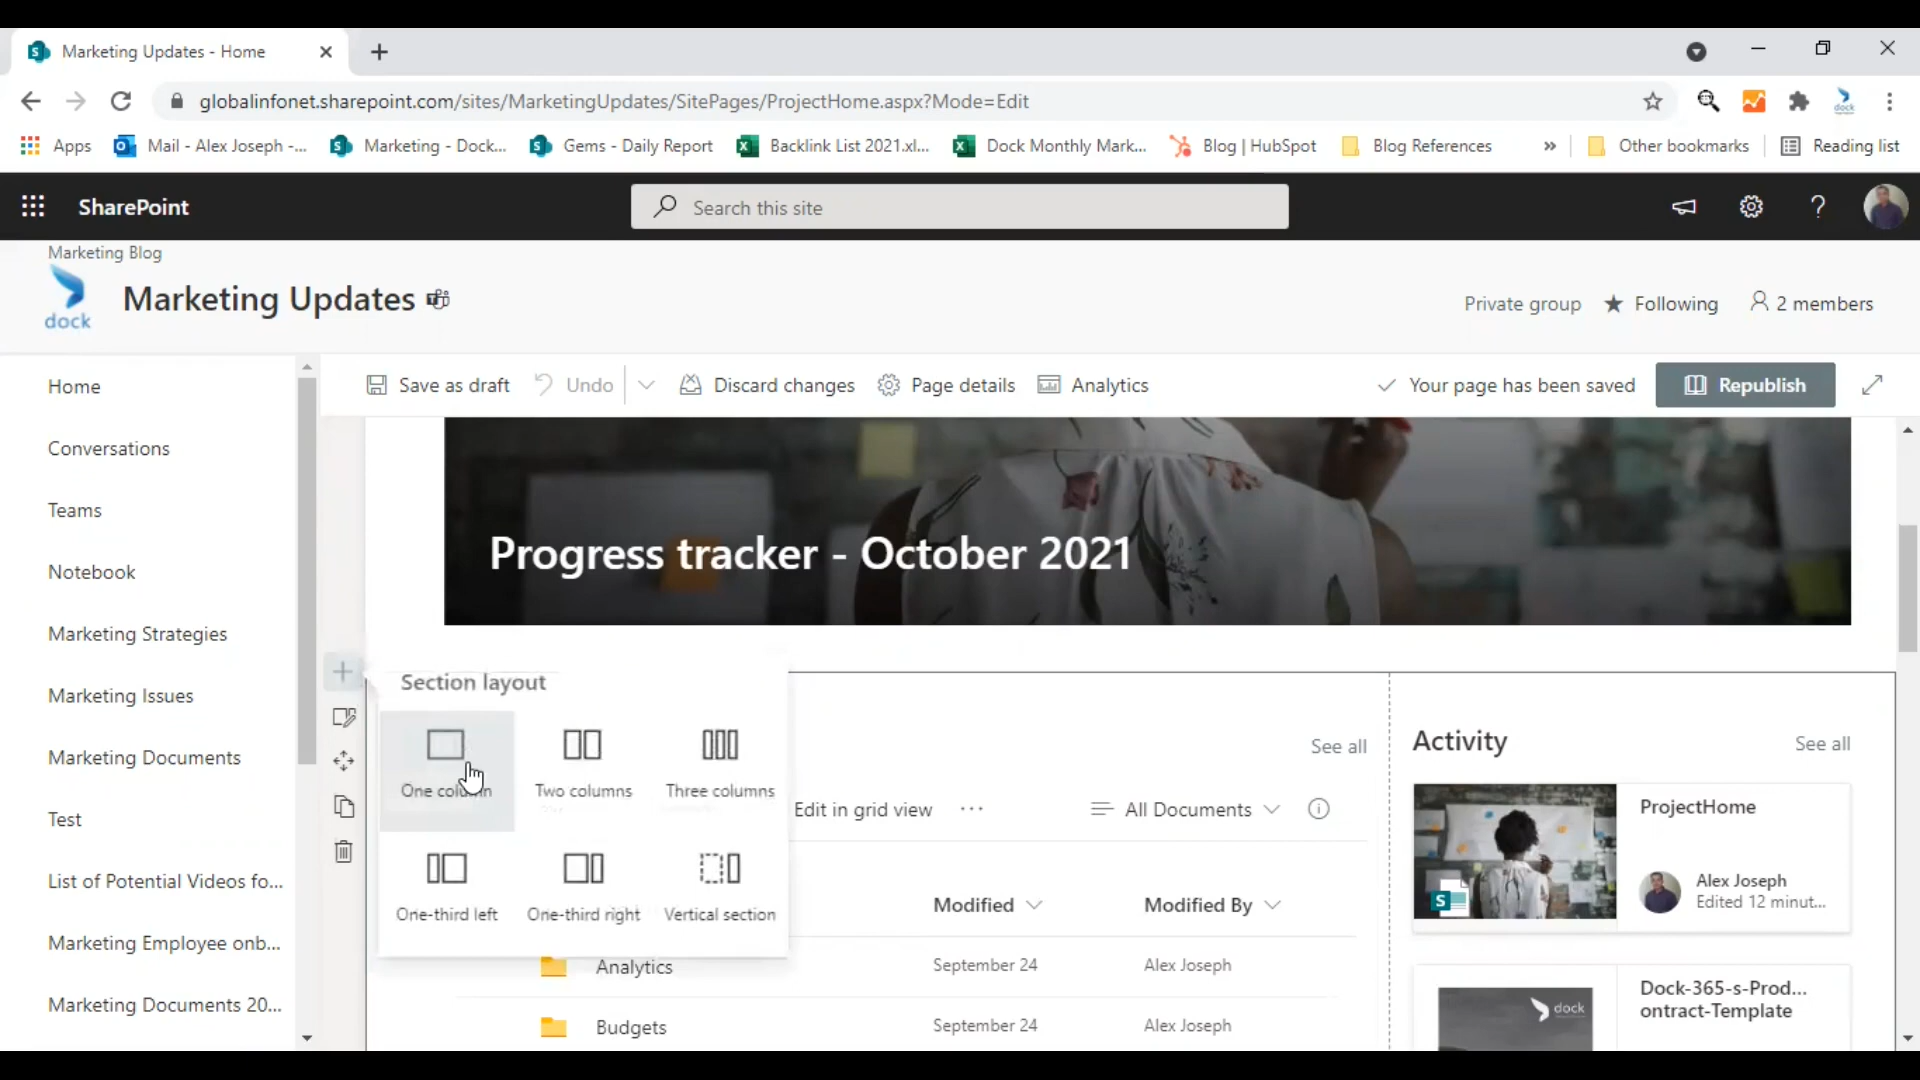 Marketing Updates - Home
globalinfonet.sharepoint.com/sites/MarketingUpdates/SitePages/ProjectHome.aspx?Mode=Edit
Apps Mail - Alex Joseph -... Marketing - Dock... Gems - Daily Report Backlink List 2021.xl... Dock Monthly Mark... Blog | HubSpot Blog References » Other bookmarks Reading list
SharePoint Search this site
Marketing Blog
dock
Marketing Updates
Private group Following 2 members
Home
Conversations
Teams
Notebook
Marketing Strategies
Marketing Issues
Marketing Documents
Test
List of Potential Videos fo...
Marketing Employee onb...
Marketing Documents 20...
Save as draft Undo Discard changes Page details Analytics Your page has been saved Republish
Progress tracker - October 2021
Section layout
One column Two columns Three columns
One-third left One-third right Vertical section
See all
Edit in grid view ... All Documents
Modified Modified By
Analytics September 24 Alex Joseph
Budgets September 24 Alex Joseph
Activity See all
ProjectHome
Alex Joseph
Edited 12 minut...
Dock-365-s-Prod...
ontract-Template
dock